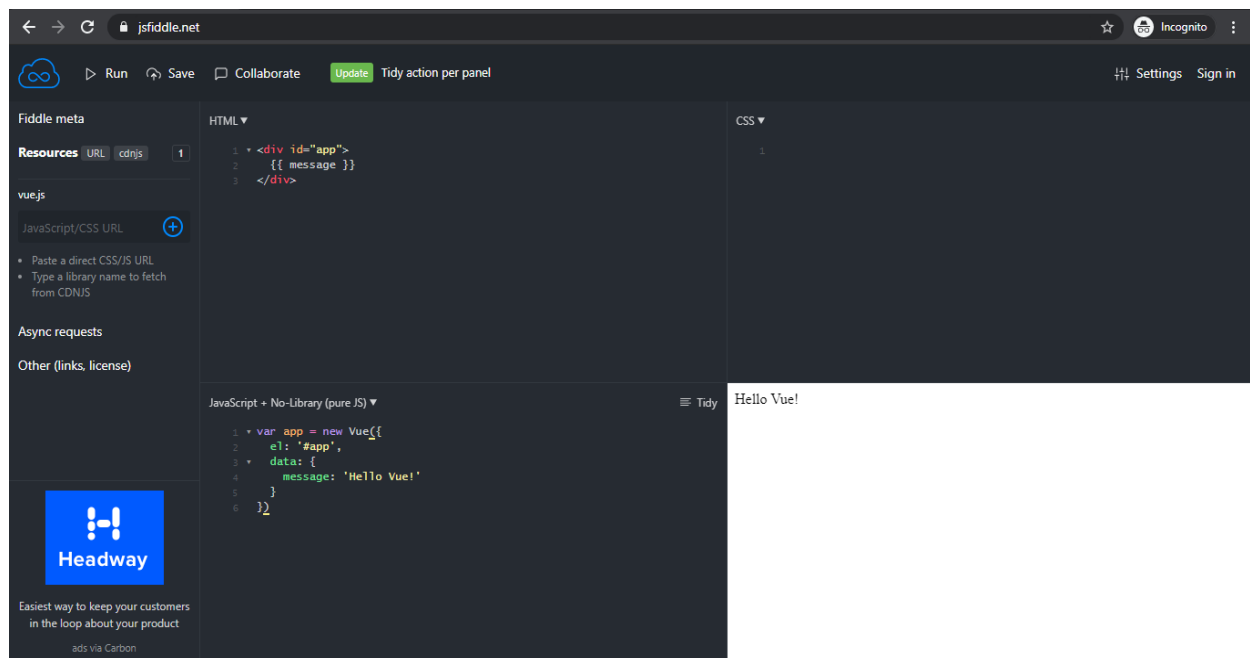 jsfiddle.net
Incognito
Run Save Collaborate Update Tidy action per panel Settings Sign in
Fiddle meta
Resources URL cdnjs 1
vue.js
JavaScript/CSS URL
Paste a direct CSS/JS URL
Type a library name to fetch
from CDNJS
Async requests
Other (links, license)
Headway
Easiest way to keep your customers
in the loop about your product
ads via Carbon
HTML ▼
1 <div id="app">
2 {{ message }}
3 </div>
CSS ▼
1
JavaScript + No-Library (pure JS) ▼ Tidy
1 var app = new Vue({
2 el: '#app',
3 data: {
4 message: 'Hello Vue!'
5 }
6 })
Hello Vue!